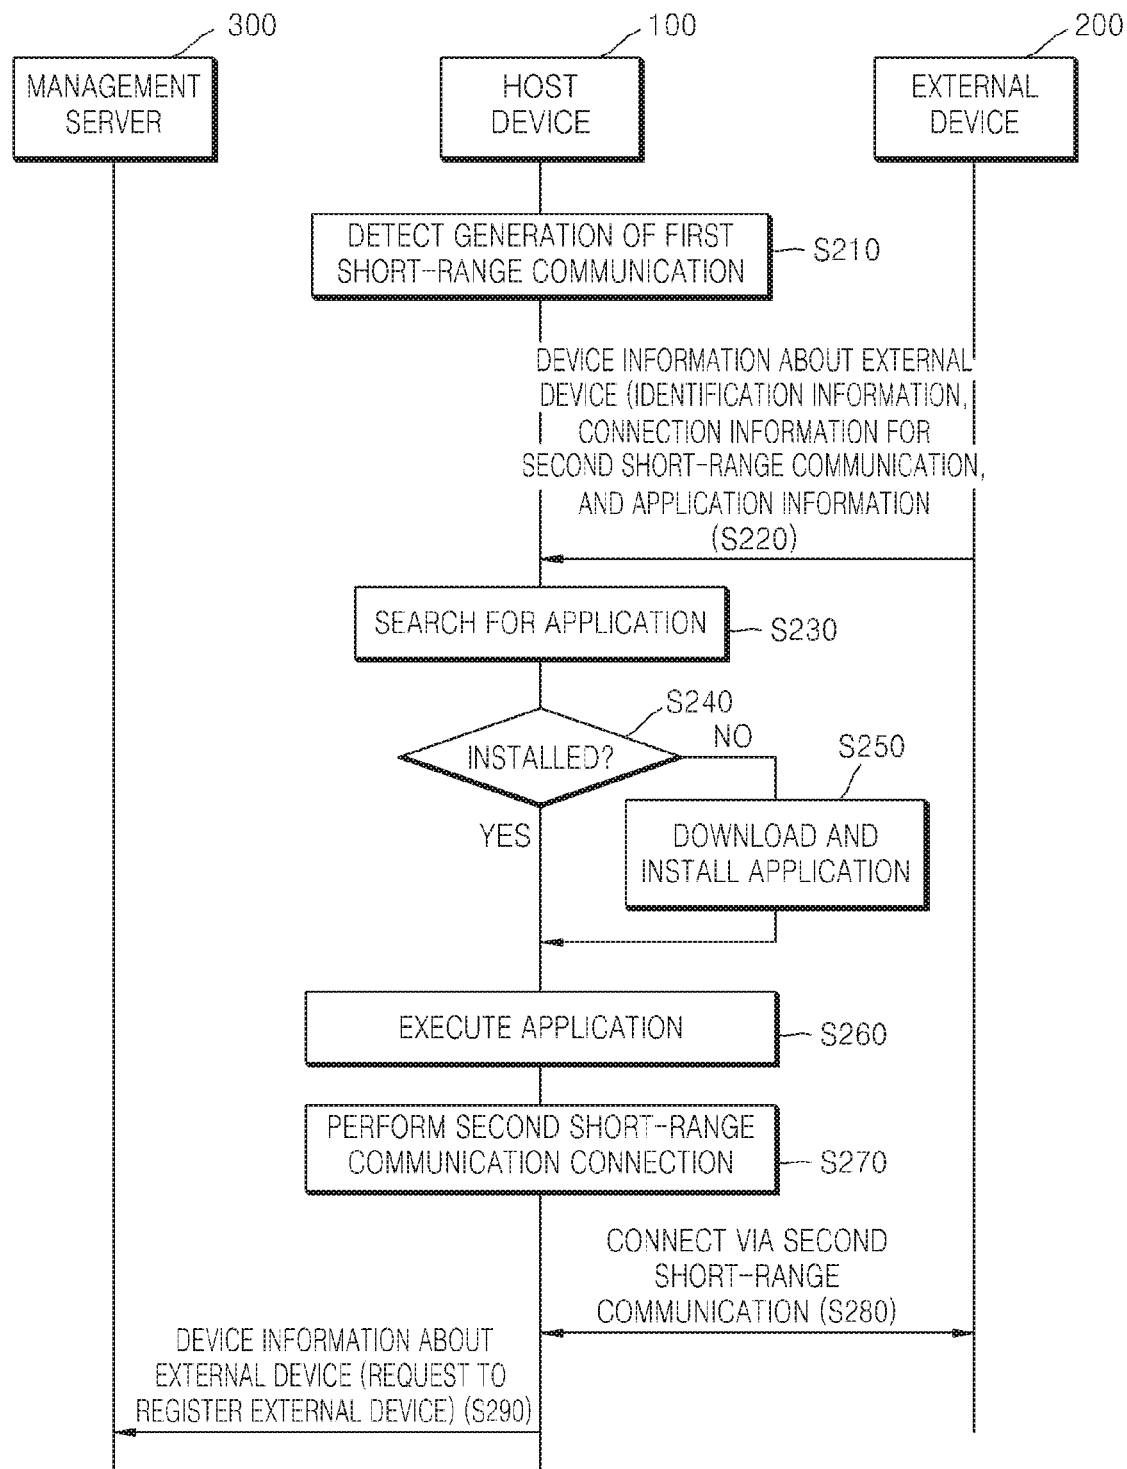 300
100
200
MANAGEMENT
SERVER
HOST
DEVICE
EXTERNAL
DEVICE
DETECT GENERATION OF FIRST
SHORT-RANGE COMMUNICATION
S210
DEVICE INFORMATION ABOUT EXTERNAL
DEVICE (IDENTIFICATION INFORMATION,
CONNECTION INFORMATION FOR
SECOND SHORT-RANGE COMMUNICATION,
AND APPLICATION INFORMATION
(S220)
SEARCH FOR APPLICATION
S230
S240
INSTALLED?
NO
S250
YES
DOWNLOAD AND
INSTALL APPLICATION
EXECUTE APPLICATION
S260
PERFORM SECOND SHORT-RANGE
COMMUNICATION CONNECTION
S270
CONNECT VIA SECOND
SHORT-RANGE
COMMUNICATION (S280)
DEVICE INFORMATION ABOUT
EXTERNAL DEVICE (REQUEST TO
REGISTER EXTERNAL DEVICE) (S290)